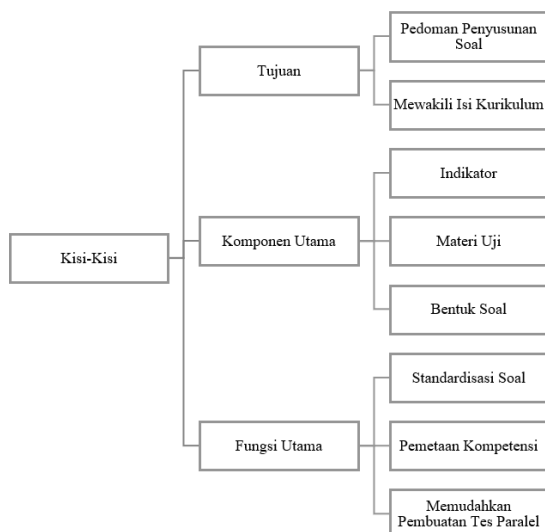 Kisi-Kisi
Tujuan
Pedoman Penyusunan
Soal
Mewakili Isi Kurikulum
Komponen Utama
Indikator
Materi Uji
Bentuk Soal
Fungsi Utama
Standardisasi Soal
Pemetaan Kompetensi
Memudahkan
Pembuatan Tes Paralel